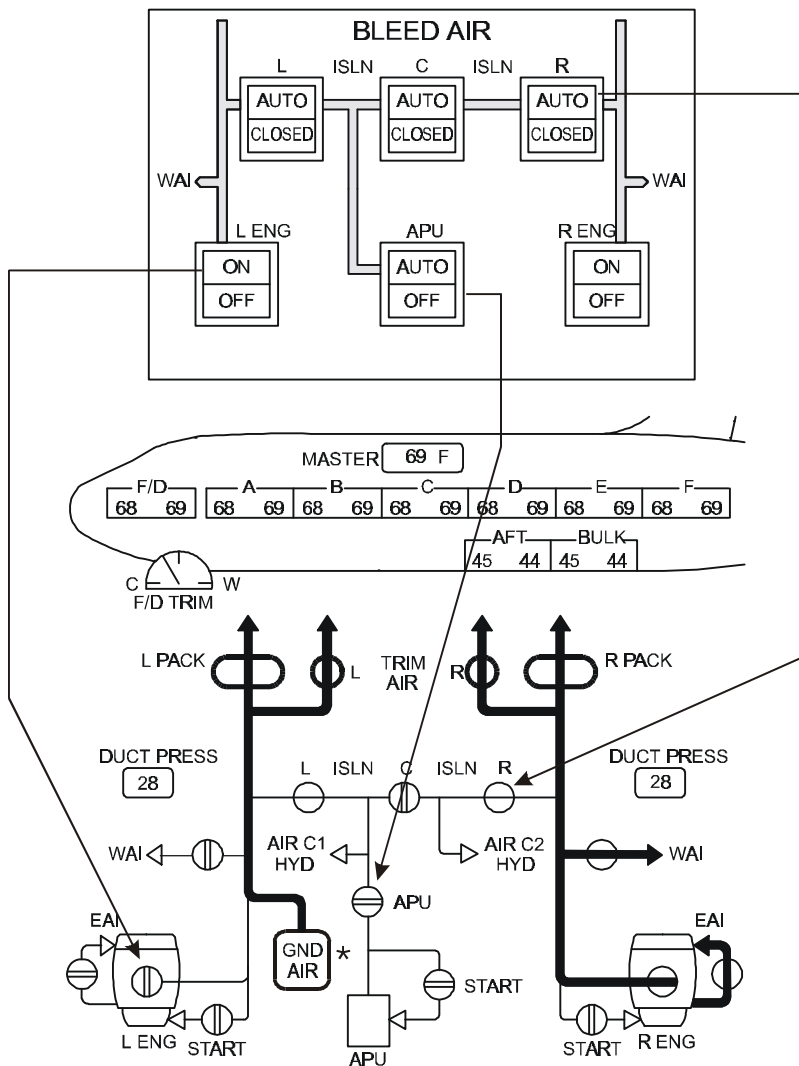 BLEED AIR
L ISLN C ISLN R
AUTO AUTO AUTO
CLOSED CLOSED CLOSED
WAI WAI
L ENG APU R ENG
ON AUTO ON
OFF OFF OFF
MASTER 69 F
F/D A B C D E F
68 69 68 69 68 69 68 69 68 69 68 69 68 69
AFT BULK
45 44 45 44
C W
F/D TRIM
L PACK L TRIM AIR R R PACK
DUCT PRESS L ISLN C ISLN R DUCT PRESS
28 28
WAI AIR C1 HYD AIR C2 HYD WAI
APU
EAI GND AIR * EAI
START
L ENG START APU START R ENG